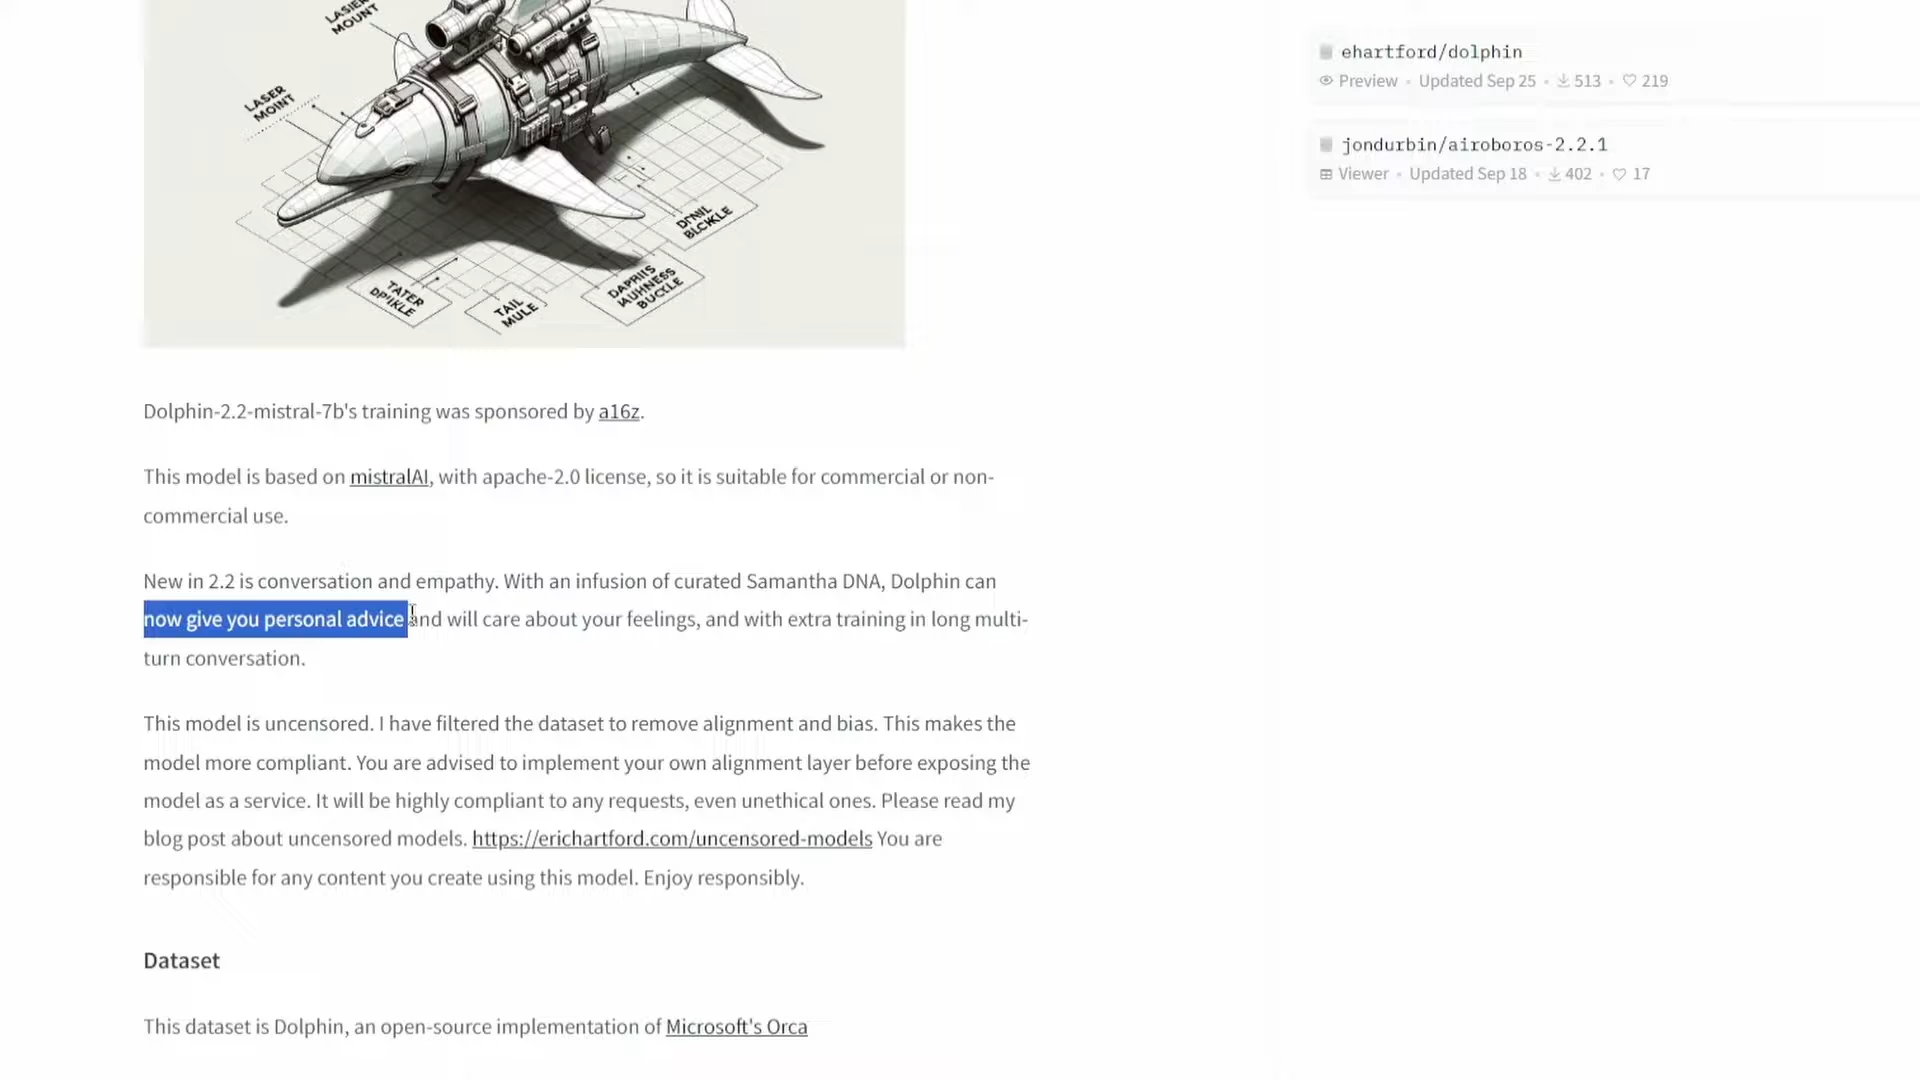 LASIER
MOUNT
LASER
MOINT
TATER
TAIL
MULE
BUCKLE
Dolphin-2.2-mistral-7b's training was sponsored by a16z.
This model is based on mistralAI, with apache-2.0 license, so it is suitable for commercial or non-
commercial use.
New in 2.2 is conversation and empathy. With an infusion of curated Samantha DNA, Dolphin can
now give you personal advice and will care about your feelings, and with extra training in long multi-
turn conversation.
This model is uncensored. I have filtered the dataset to remove alignment and bias. This makes the
model more compliant. You are advised to implement your own alignment layer before exposing the
model as a service. It will be highly compliant to any requests, even unethical ones. Please read my
blog post about uncensored models. https://erichartford.com/uncensored-models You are
responsible for any content you create using this model. Enjoy responsibly.
Dataset
This dataset is Dolphin, an open-source implementation of Microsoft's Orca
ehartford/dolphin
Preview • Updated Sep 25 • 513 • 219
jondurbin/airoboros-2.2.1
Viewer • Updated Sep 18 • 402 • 17